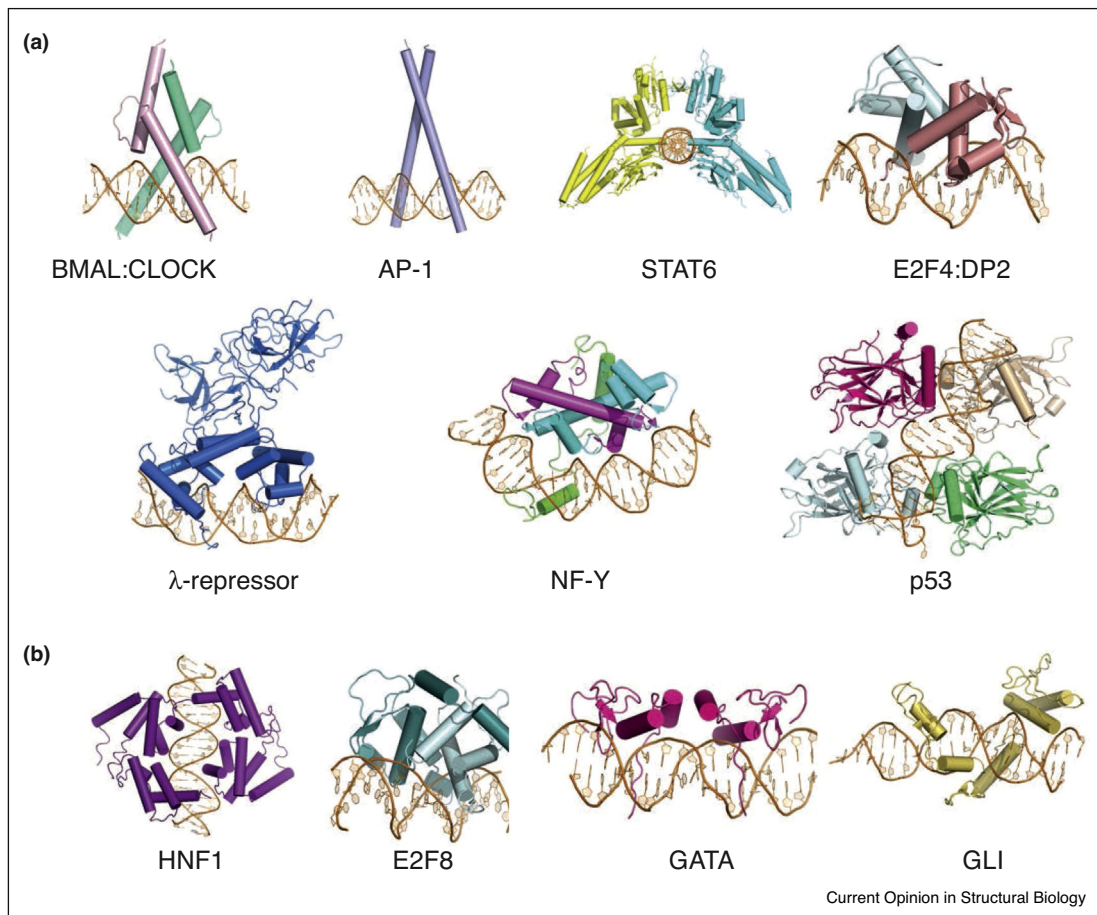 (a)
BMAL:CLOCK AP-1 STAT6 E2F4:DP2
λ-repressor NF-Y p53
(b)
HNF1 E2F8 GATA GLI
Current Opinion in Structural Biology